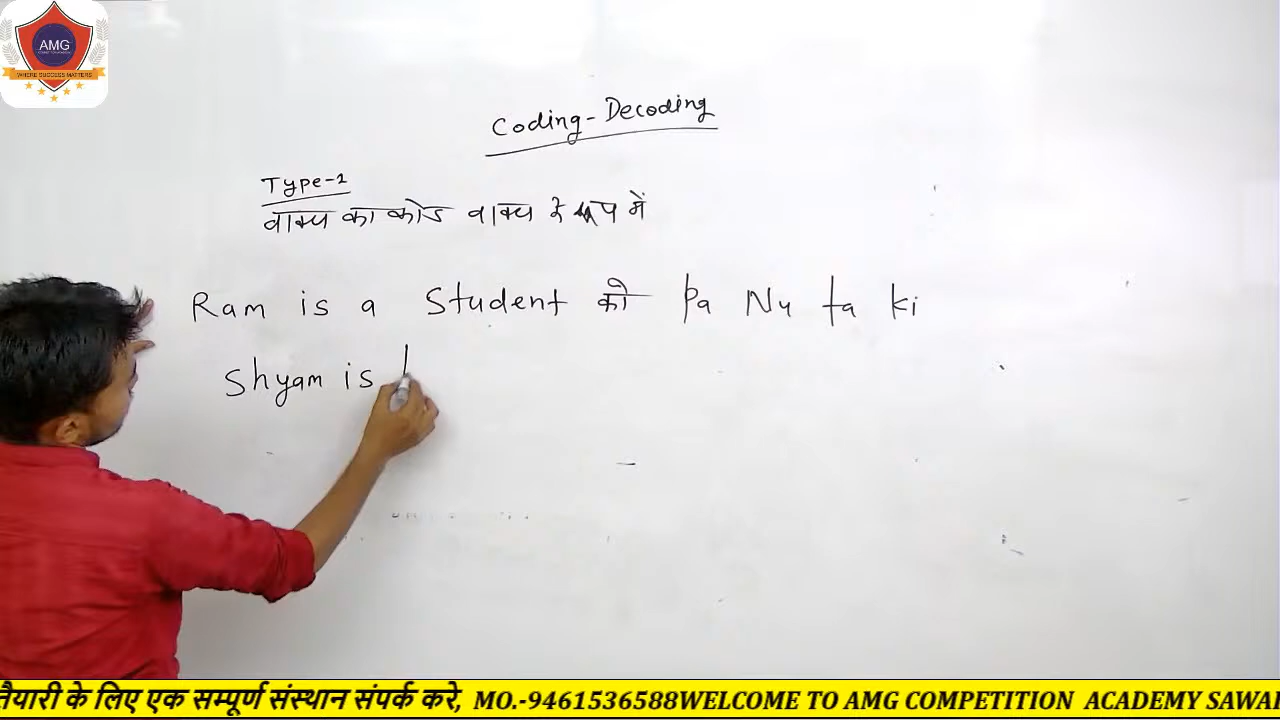 AMG
WHERE SUCCESS MATTERS
Coding-Decoding
Type-1
वाक्य का कोड वाक्य के रूप में
Ram is a Student को Pa Nu ta ki
Shyam is
तैयारी के लिए एक सम्पूर्ण संस्थान संपर्क करे, MO.-9461536588WELCOME TO AMG COMPETITION ACADEMY SAWAI